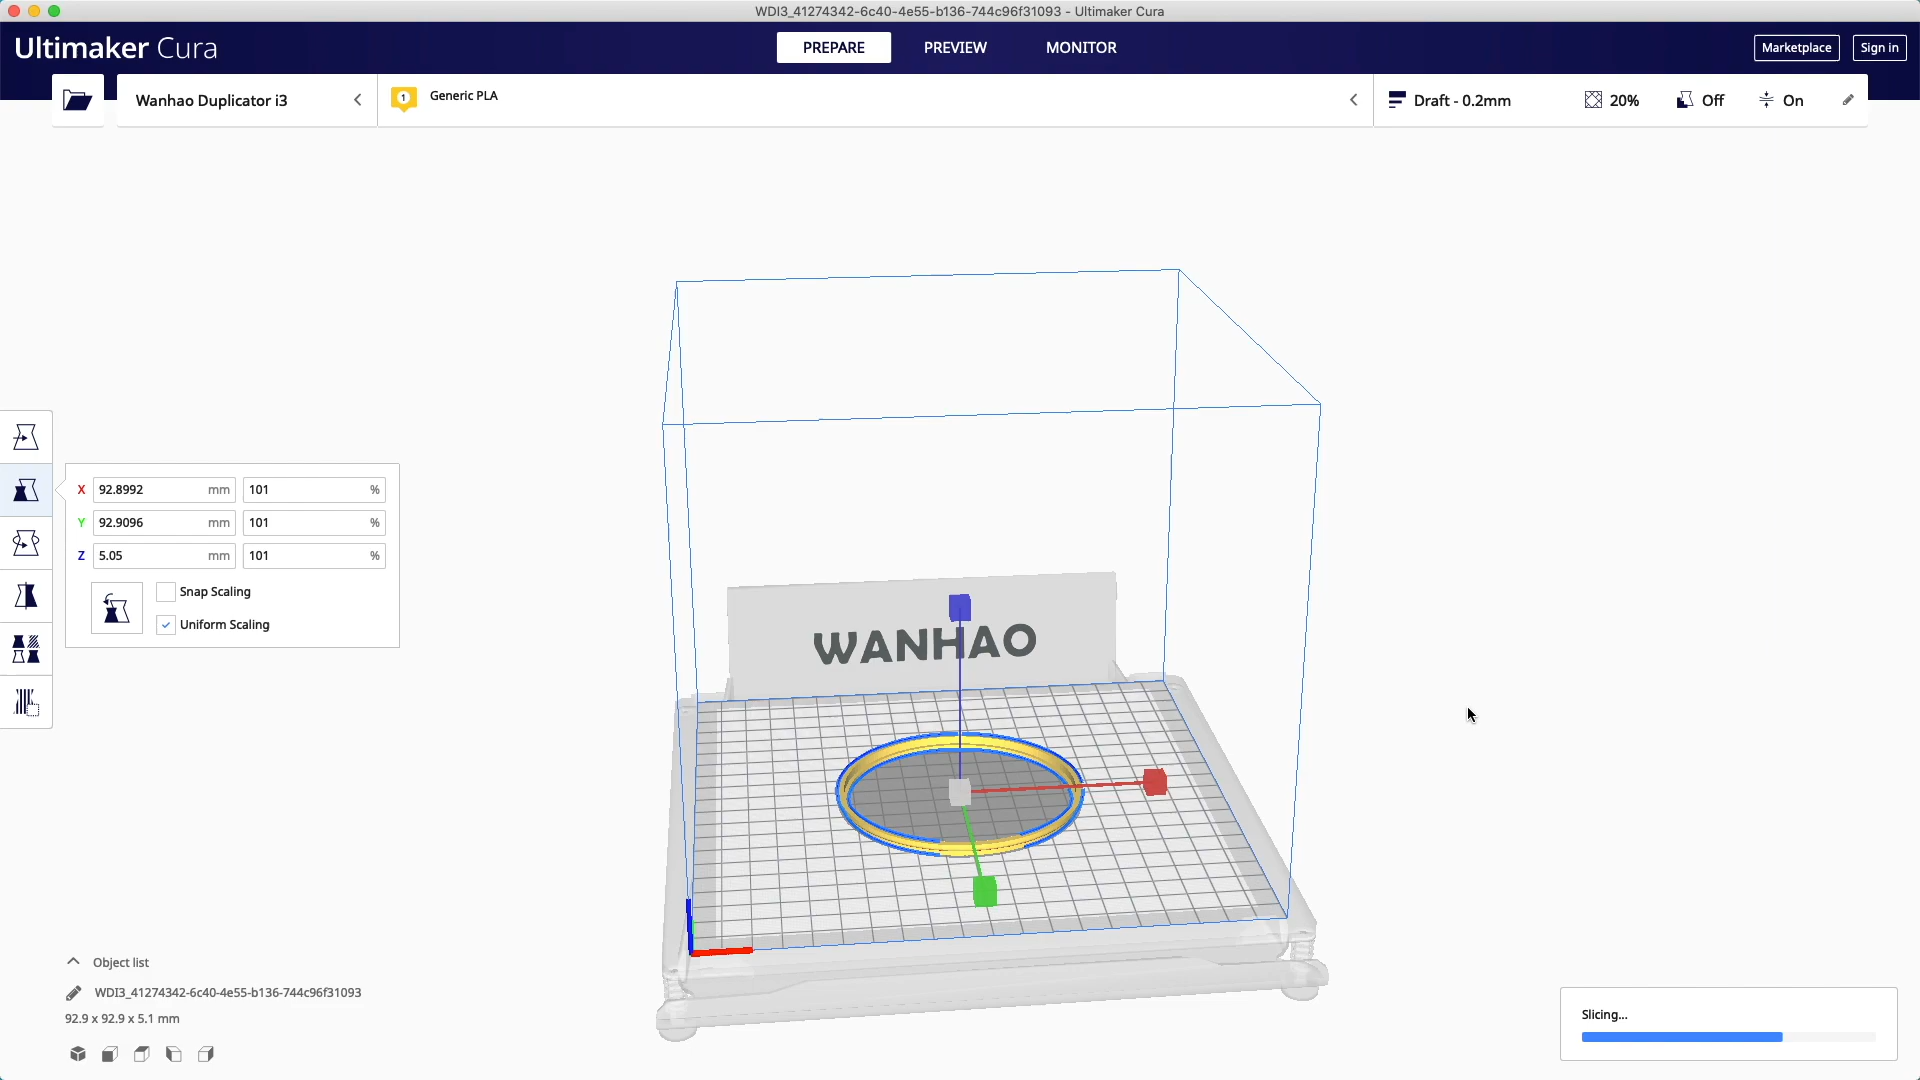 WDI3_41274342-6c40-4e55-b136-744c96f31093 - Ultimaker Cura
Ultimaker Cura
PREPARE
PREVIEW
MONITOR
Marketplace
Sign in
Wanhao Duplicator i3
1
Generic PLA
Draft - 0.2mm
20%
Off
On
X 92.8992 mm 101 %
Y 92.9096 mm 101 %
Z 5.05 mm 101 %
Snap Scaling
Uniform Scaling
WANHAO
Object list
WDI3_41274342-6c40-4e55-b136-744c96f31093
92.9 x 92.9 x 5.1 mm
Slicing...